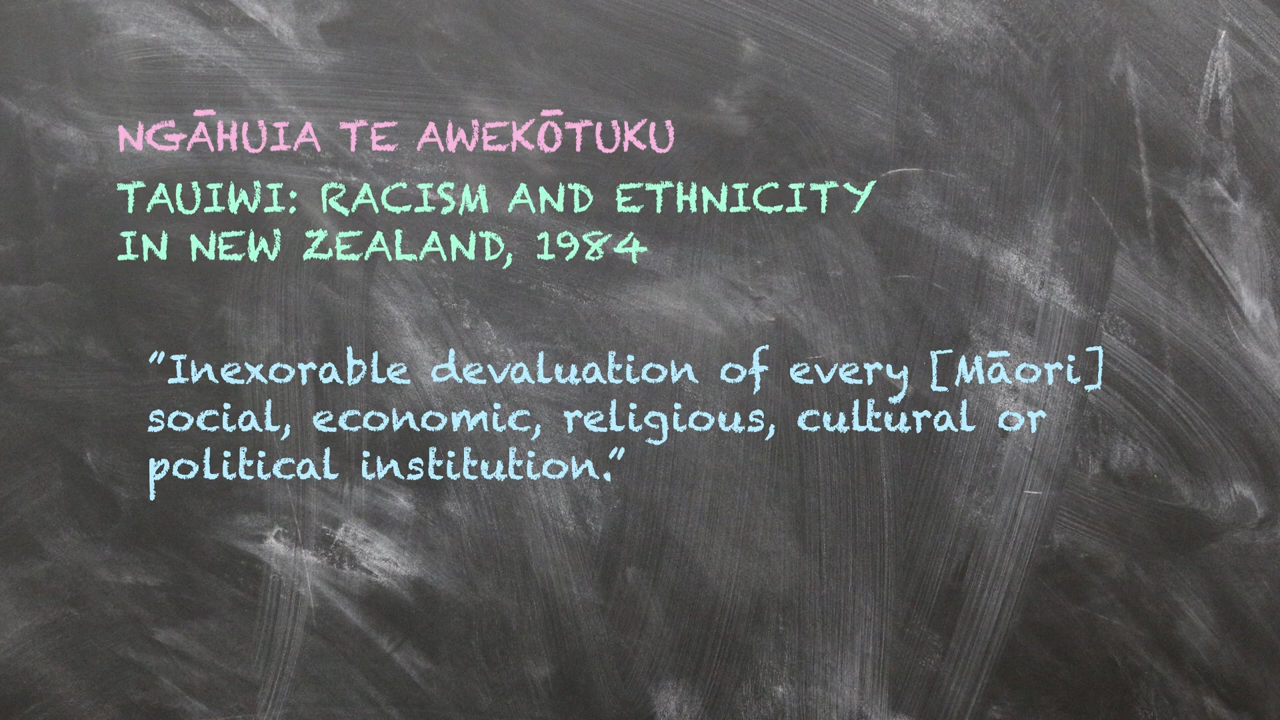 NGĀHUIA TE AWEKŌTUKU
TAUIWI: RACISM AND ETHNICITY
IN NEW ZEALAND, 1984
"Inexorable devaluation of every [Māori]
social, economic, religious, cultural or
political institution."